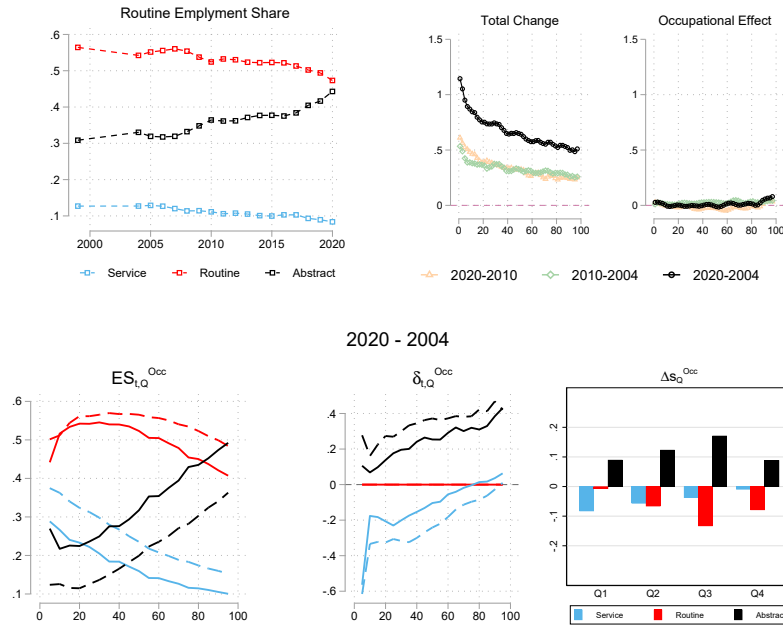 Routine Emplyment Share
.6
.5
.4
.3
.2
.1
2000 2005 2010 2015 2020
Service Routine Abstract
Total Change
1.5
1
.5
0
0 20 40 60 80 100
Occupational Effect
1.5
1
.5
0
0 20 40 60 80 100
2020-2010 2010-2004 2020-2004
2020 - 2004
ES t,Q Occ
.6
.5
.4
.3
.2
.1
0 20 40 60 80 100
δ t,Q Occ
.4
.2
0
-.2
-.4
-.6
0 20 40 60 80 100
Δs Q Occ
.2
.1
0
-.1
-.2
Q1 Q2 Q3 Q4
Service Routine Abstract